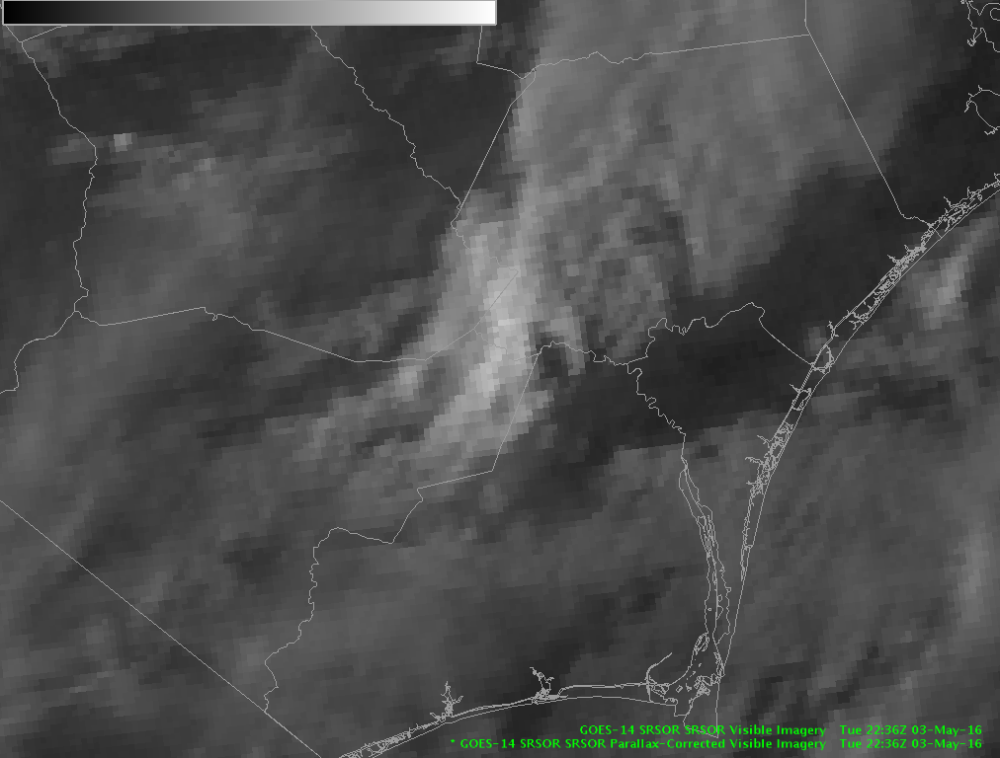 GOES-14 SRSOR SRSOR Visible Imagery Tue 22:36Z 03-May-16
* GOES-14 SRSOR SRSOR Parallax-Corrected Visible Imagery Tue 22:36Z 03-May-16